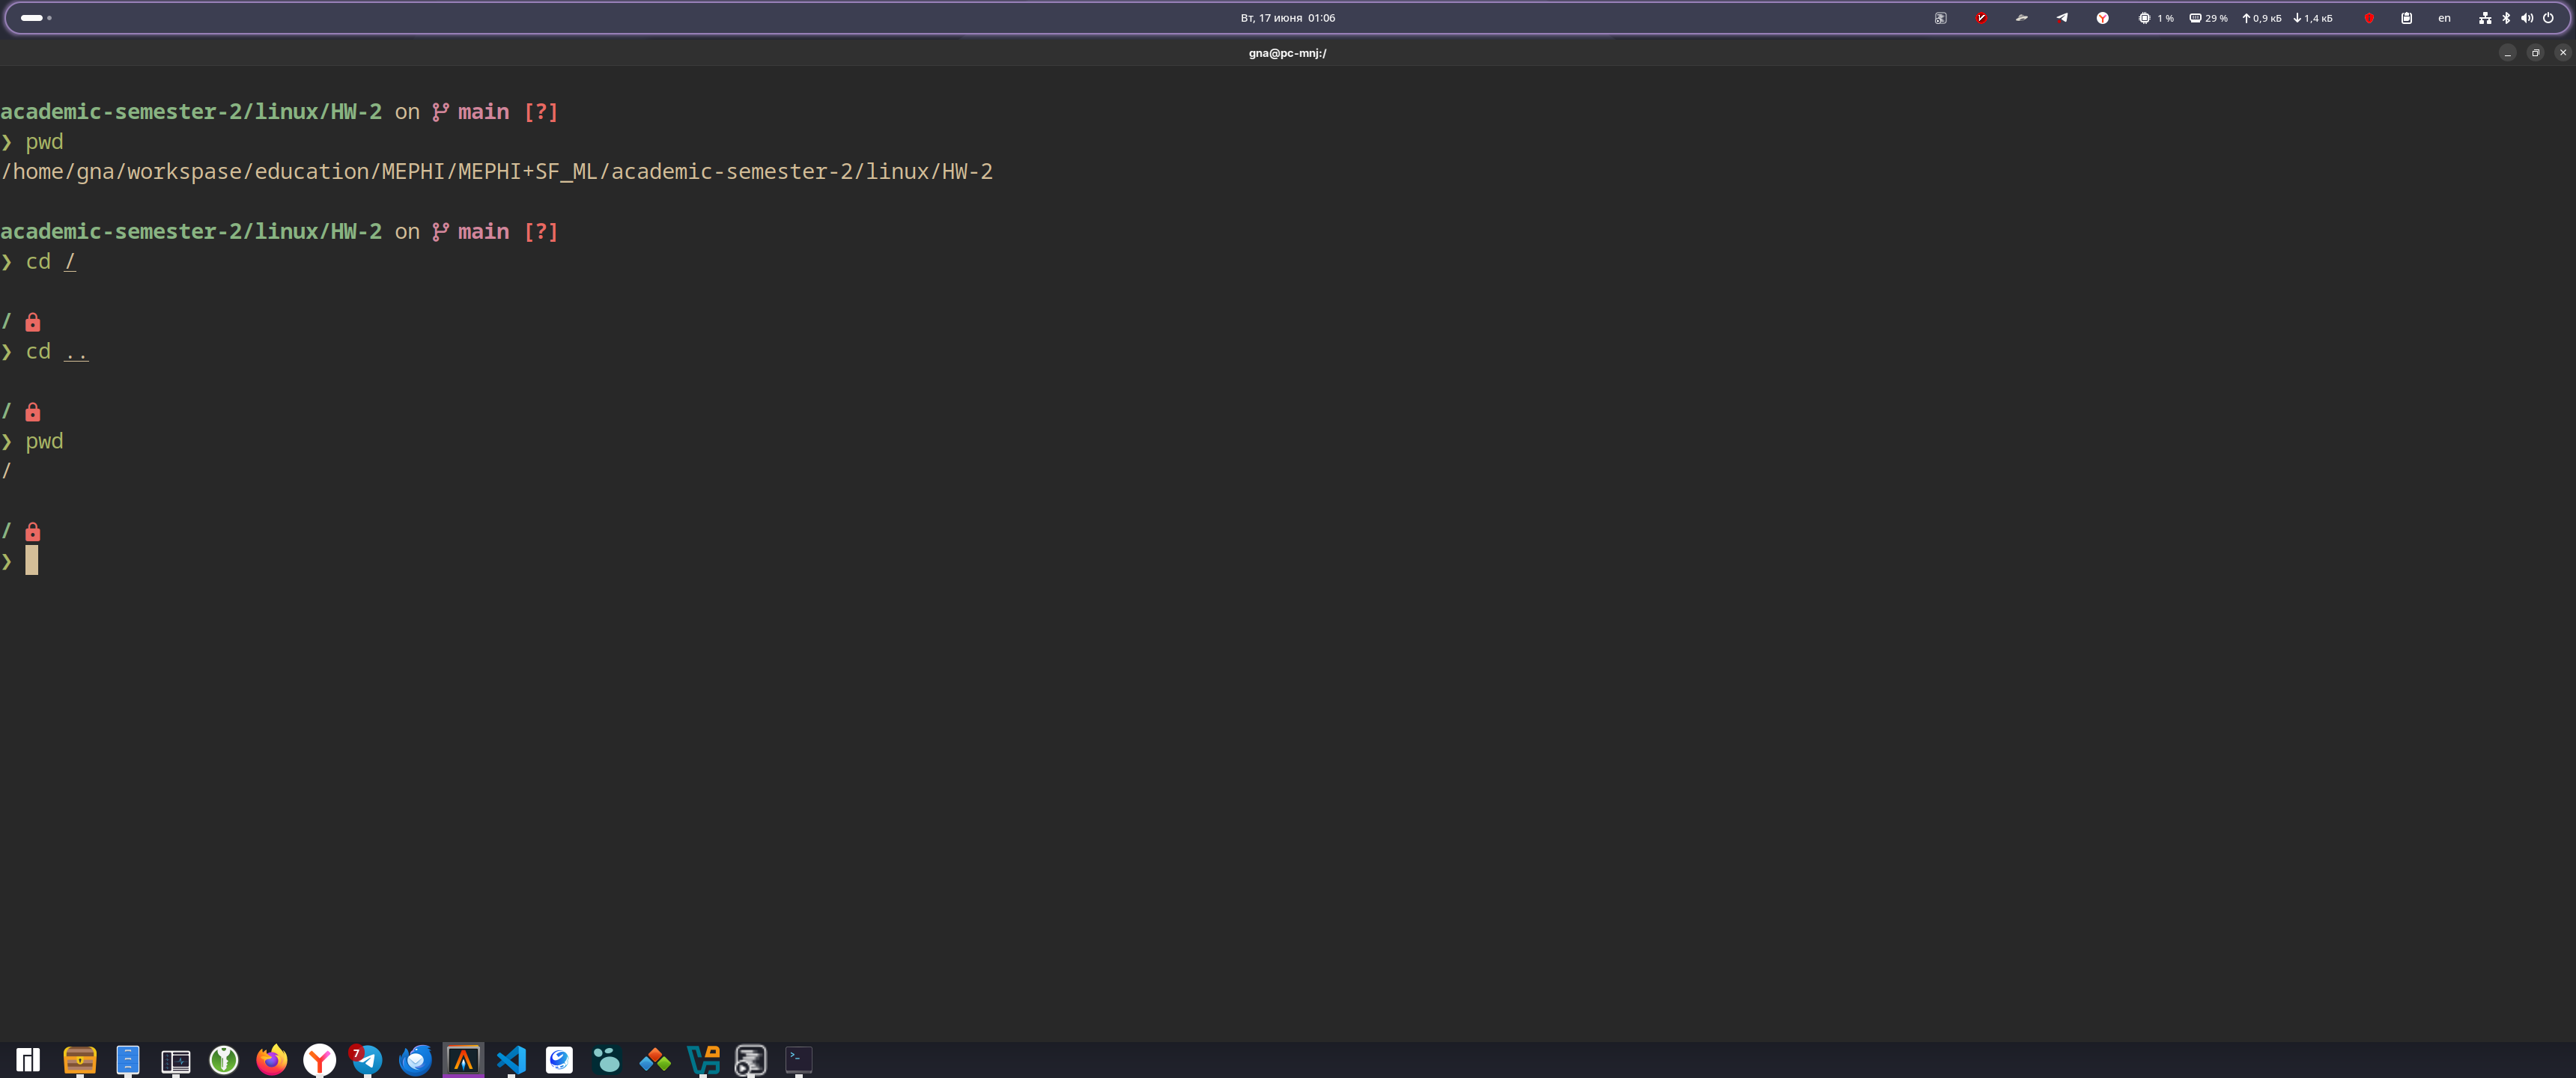 Вт, 17 июня 01:06
1 % 29 % 0,9 кБ 1,4 кБ en
gna@pc-mnj:/
academic-semester-2/linux/HW-2 on main [?]
❯ pwd
/home/gna/workspase/education/MEPHI/MEPHI+SF_ML/academic-semester-2/linux/HW-2
academic-semester-2/linux/HW-2 on main [?]
❯ cd /
/
❯ cd ..
/
❯ pwd
/
/
❯
7